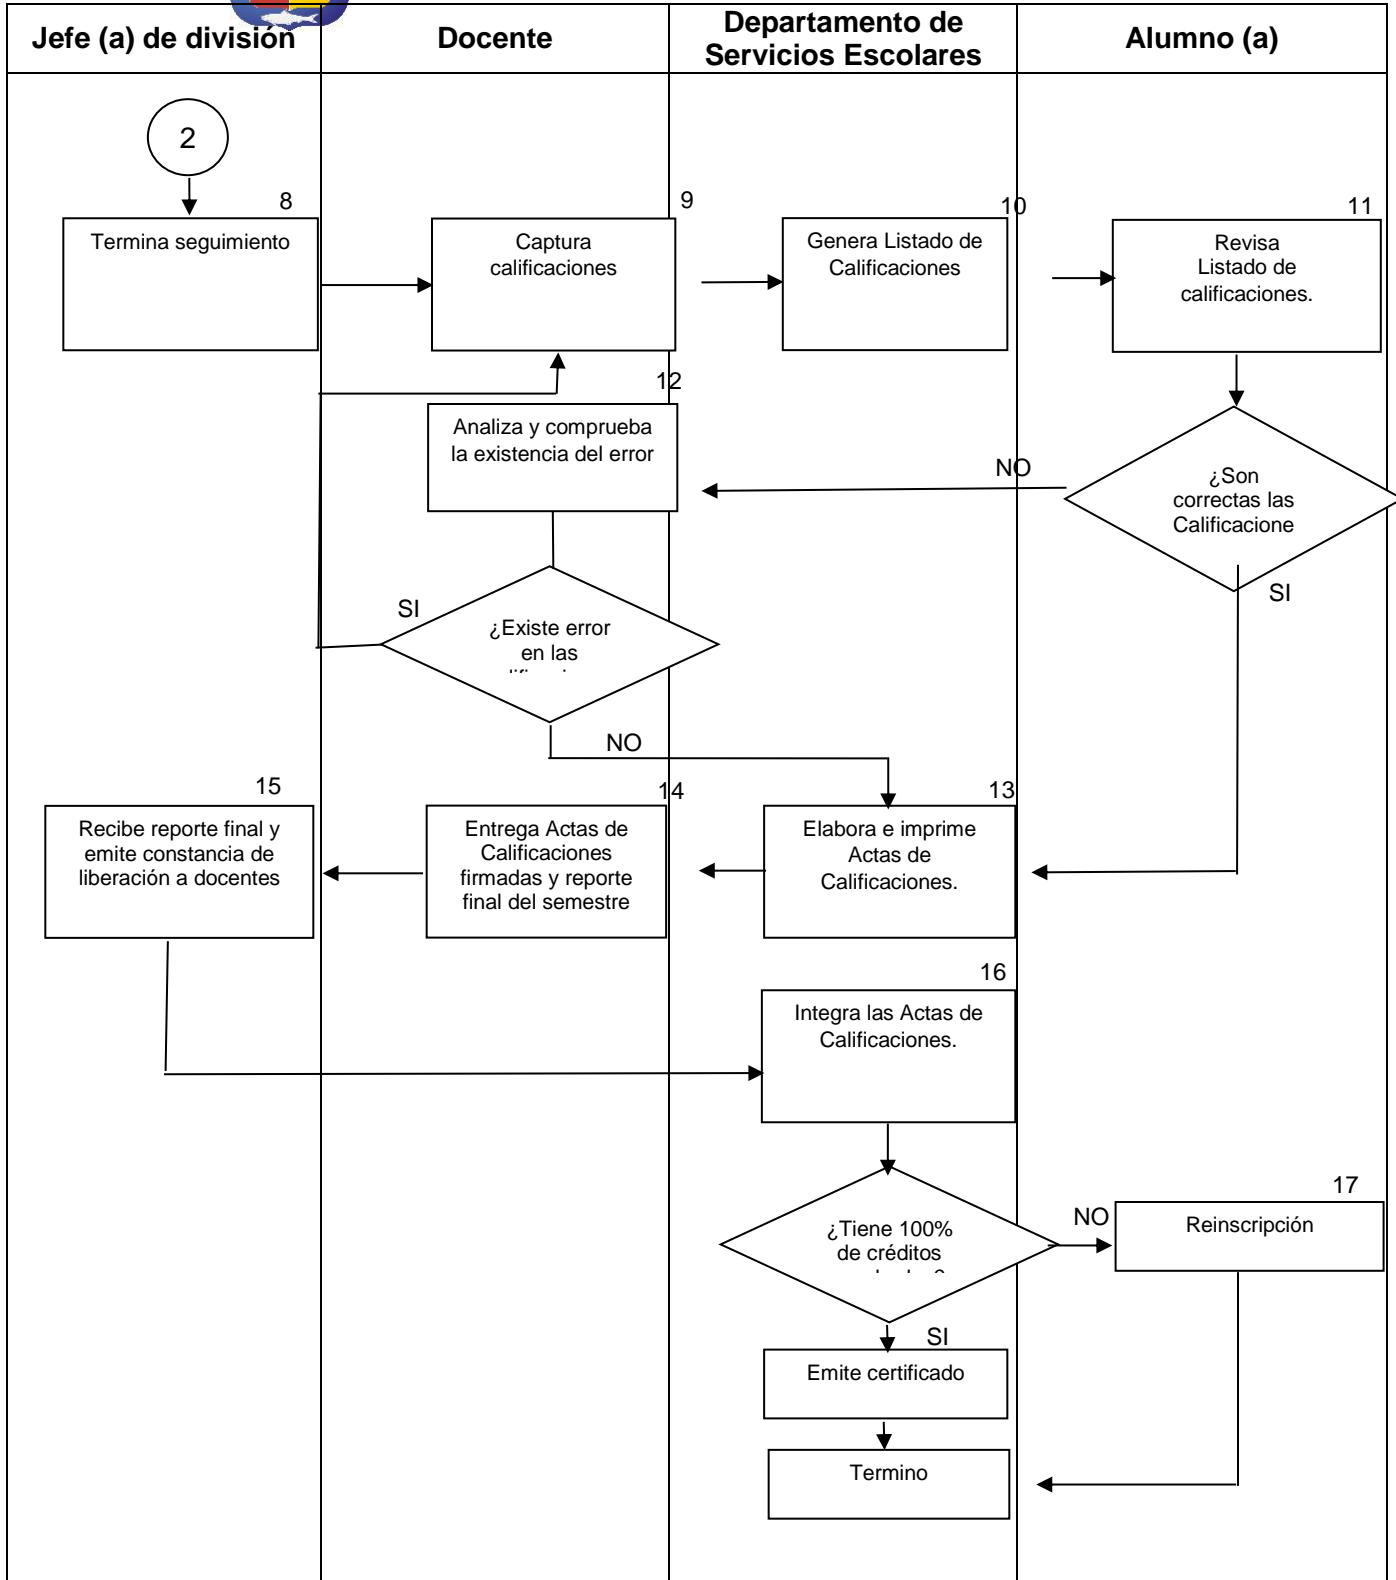 Jefe (a) de división
Docente
Departamento de
Servicios Escolares
Alumno (a)
2
8
Termina seguimiento
9
Captura
calificaciones
10
Genera Listado de
Calificaciones
11
Revisa
Listado de
calificaciones.
12
Analiza y comprueba
la existencia del error
NO
¿Son
correctas las
Calificacione
SI
SI
¿Existe error
en las
NO
15
Recibe reporte final y
emite constancia de
liberación a docentes
14
Entrega Actas de
Calificaciones
firmadas y reporte
final del semestre
13
Elabora e imprime
Actas de
Calificaciones.
16
Integra las Actas de
Calificaciones.
¿Tiene 100%
de créditos
NO
17
Reinscripción
SI
Emite certificado
Termino